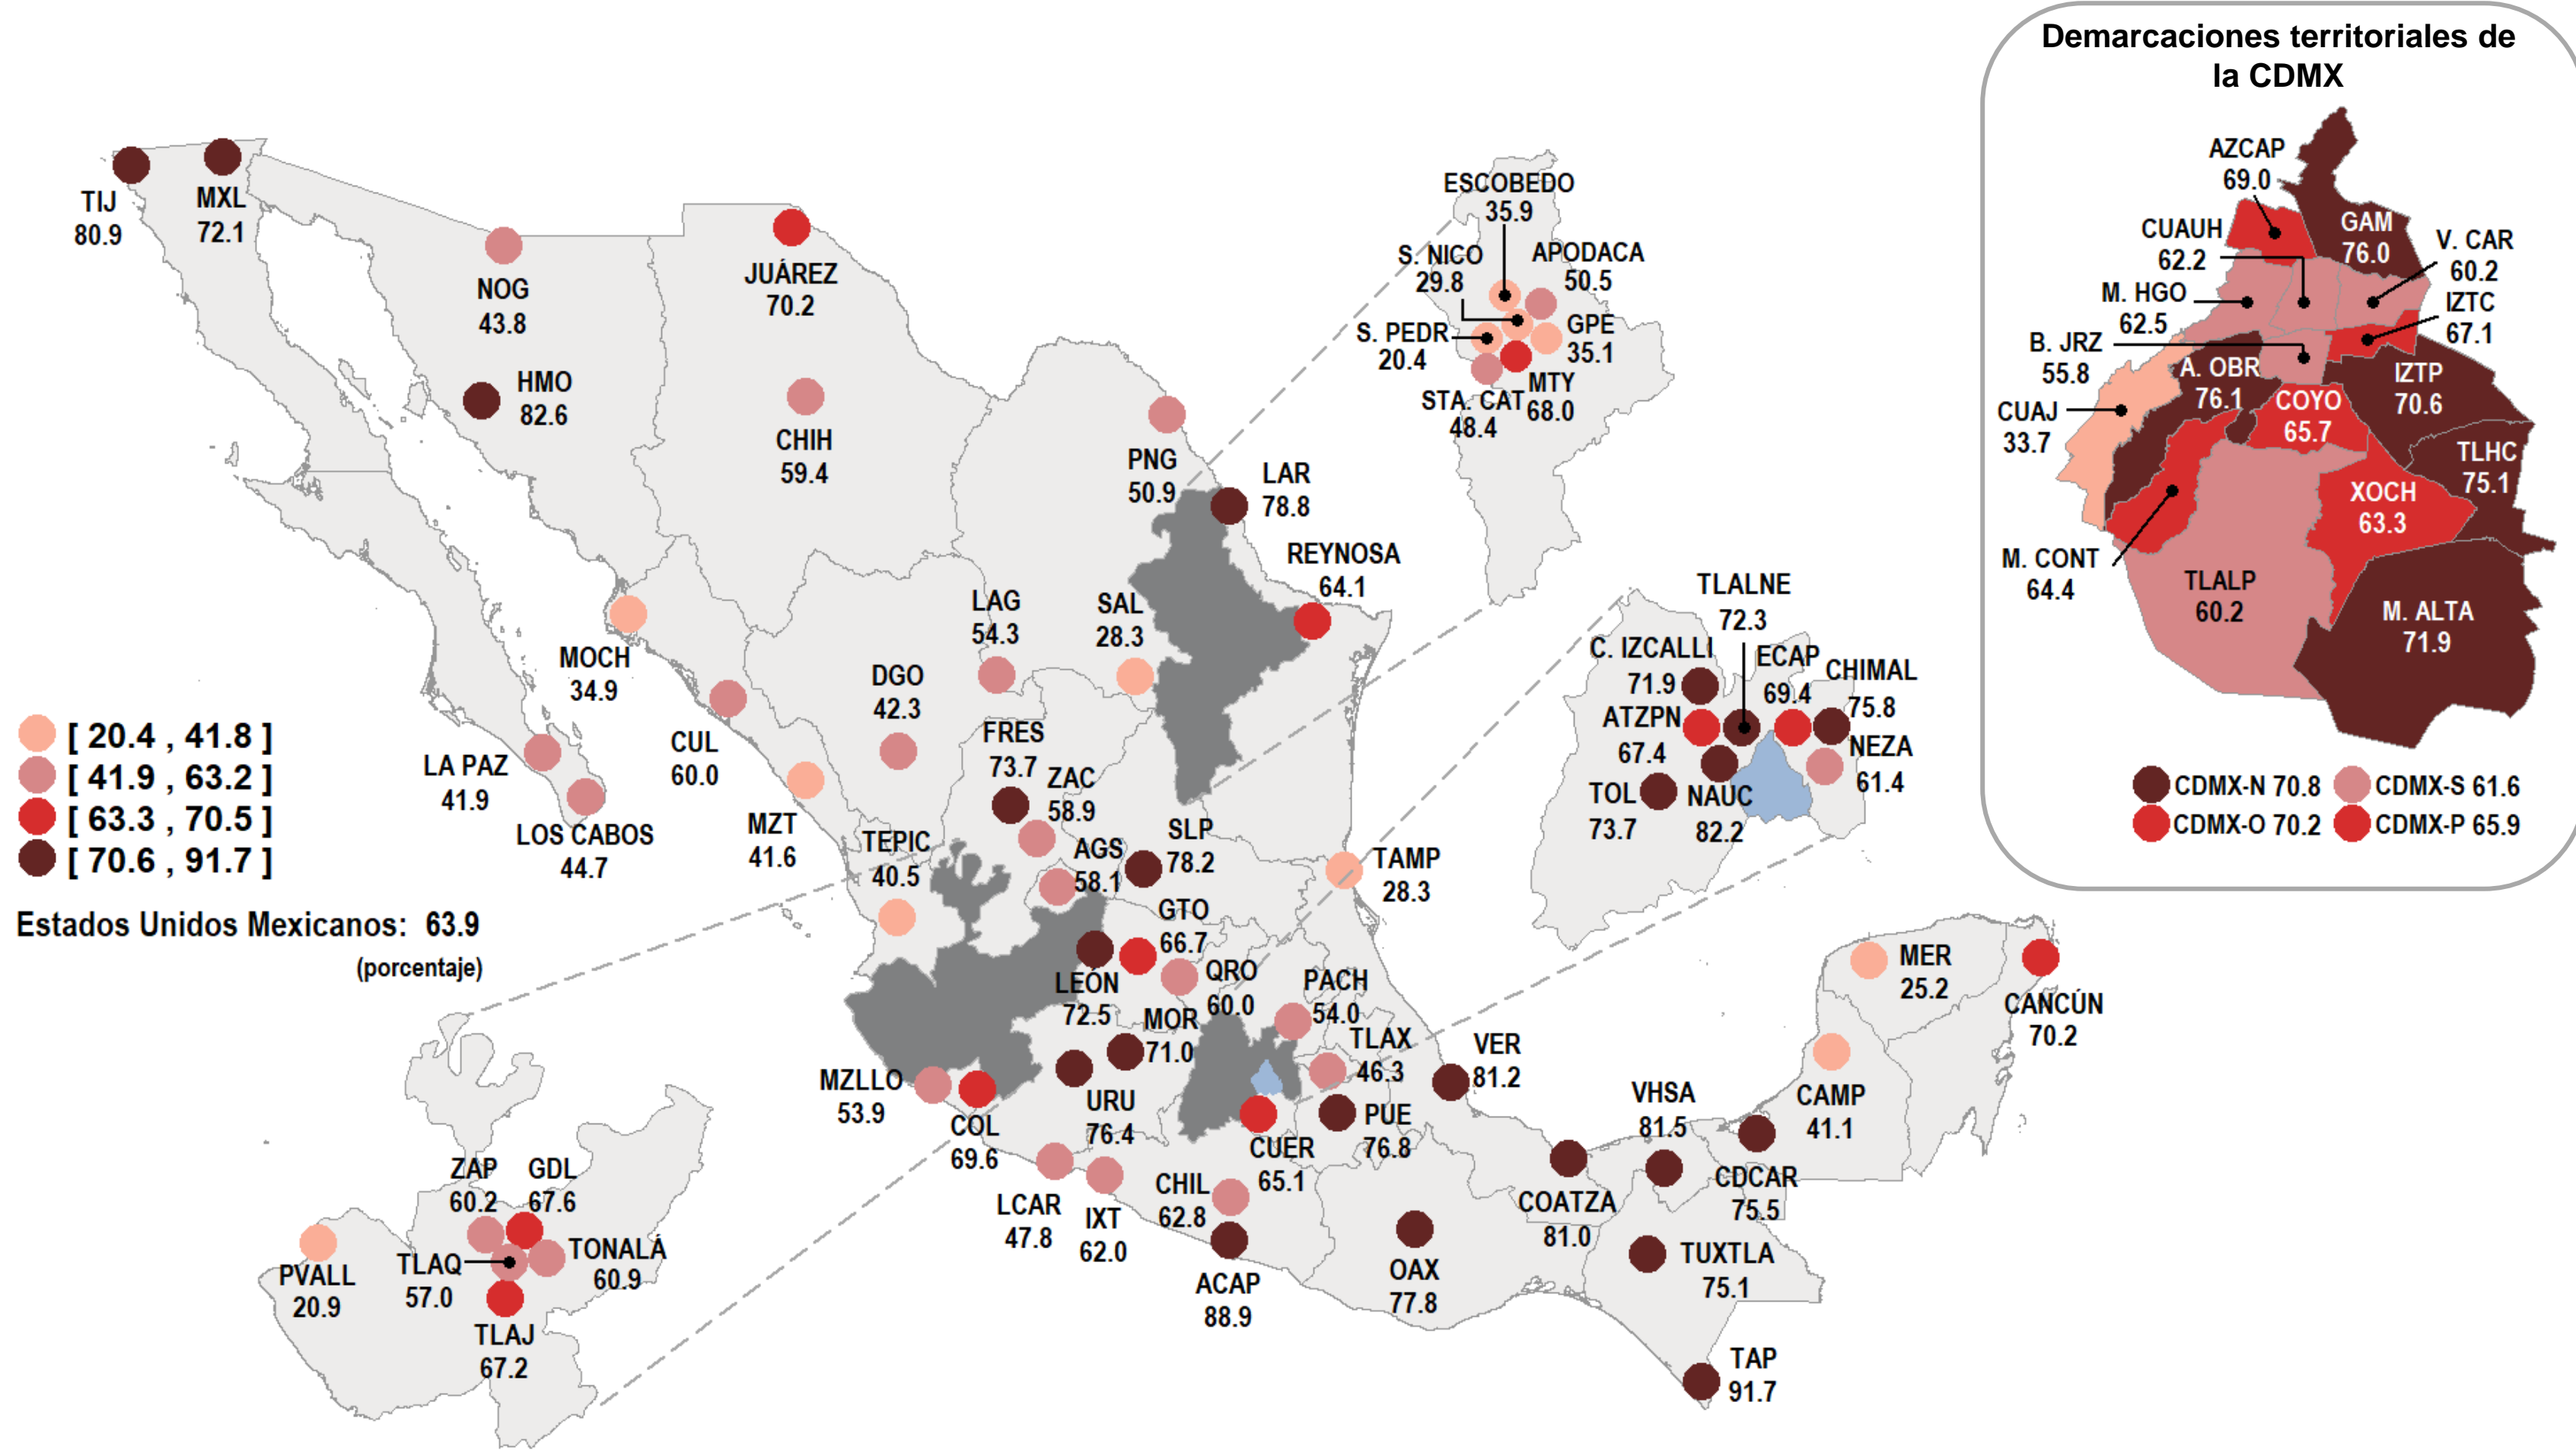 Demarcaciones territoriales de
la CDMX
AZCAP
69.0
GAM
76.0
CUAUH
62.2
V. CAR
60.2
M. HGO
62.5
IZTC
67.1
B. JRZ
55.8
A. OBR
76.1
IZTP
70.6
CUAJ
33.7
COYO
65.7
TLHC
75.1
XOCH
63.3
M. CONT
64.4
TLALP
60.2
M. ALTA
71.9
CDMX-N 70.8
CDMX-S 61.6
CDMX-O 70.2
CDMX-P 65.9
TIJ
80.9
MXL
72.1
NOG
43.8
HMO
82.6
JUÁREZ
70.2
CHIH
59.4
ESCOBEDO
35.9
S. NICO
29.8
APODACA
50.5
S. PEDR
20.4
GPE
35.1
STA. CAT
48.4
MTY
68.0
PNG
50.9
LAR
78.8
REYNOSA
64.1
LAG
54.3
SAL
28.3
MOCH
34.9
DGO
42.3
CUL
60.0
LA PAZ
41.9
LOS CABOS
44.7
MZT
41.6
FRES
73.7
ZAC
58.9
TEPIC
40.5
AGS
58.1
SLP
78.2
TAMP
28.3
TLALNE
72.3
C. IZCALLI
71.9
ECAP
69.4
CHIMAL
75.8
ATZPN
67.4
NEZA
61.4
TOL
73.7
NAUC
82.2
[ 20.4 , 41.8 ]
[ 41.9 , 63.2 ]
[ 63.3 , 70.5 ]
[ 70.6 , 91.7 ]
Estados Unidos Mexicanos: 63.9
(porcentaje)
GTO
66.7
LEÓN
72.5
QRO
60.0
PACH
54.0
MOR
71.0
TLAX
46.3
VER
81.2
MZLLO
53.9
COL
69.6
URU
76.4
CUER
65.1
PUE
76.8
LCAR
47.8
IXT
62.0
CHIL
62.8
ACAP
88.9
OAX
77.8
COATZA
81.0
VHSA
81.5
CDCAR
75.5
TUXTLA
75.1
TAP
91.7
MER
25.2
CANCÚN
70.2
CAMP
41.1
ZAP
60.2
GDL
67.6
PVALL
20.9
TLAQ
57.0
TONALÁ
60.9
TLAJ
67.2